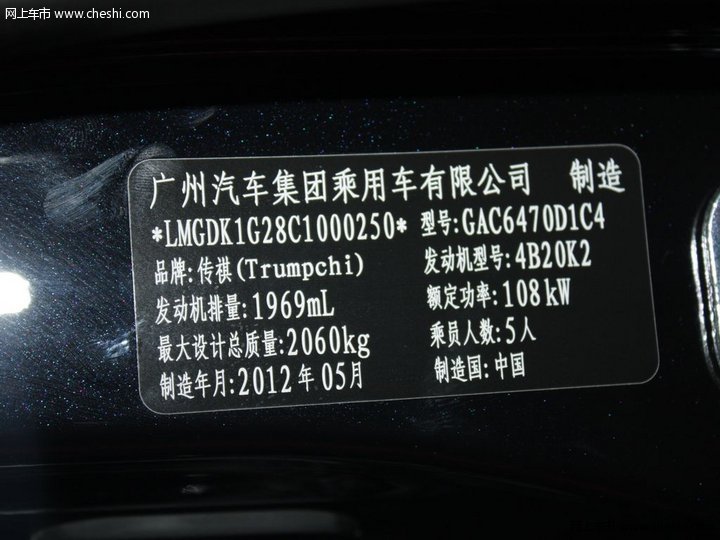 网上车市 www.cheshi.com
广州汽车集团乘用车有限公司 制造
*LMGDK1G28C1000250* 型号:GAC6470D1C4
品牌:传祺(Trumpchi) 发动机型号:4B20K2
发动机排量:1969mL 额定功率:108kW
最大设计总质量:2060kg 乘员人数:5人
制造年月:2012年05月 制造国:中国